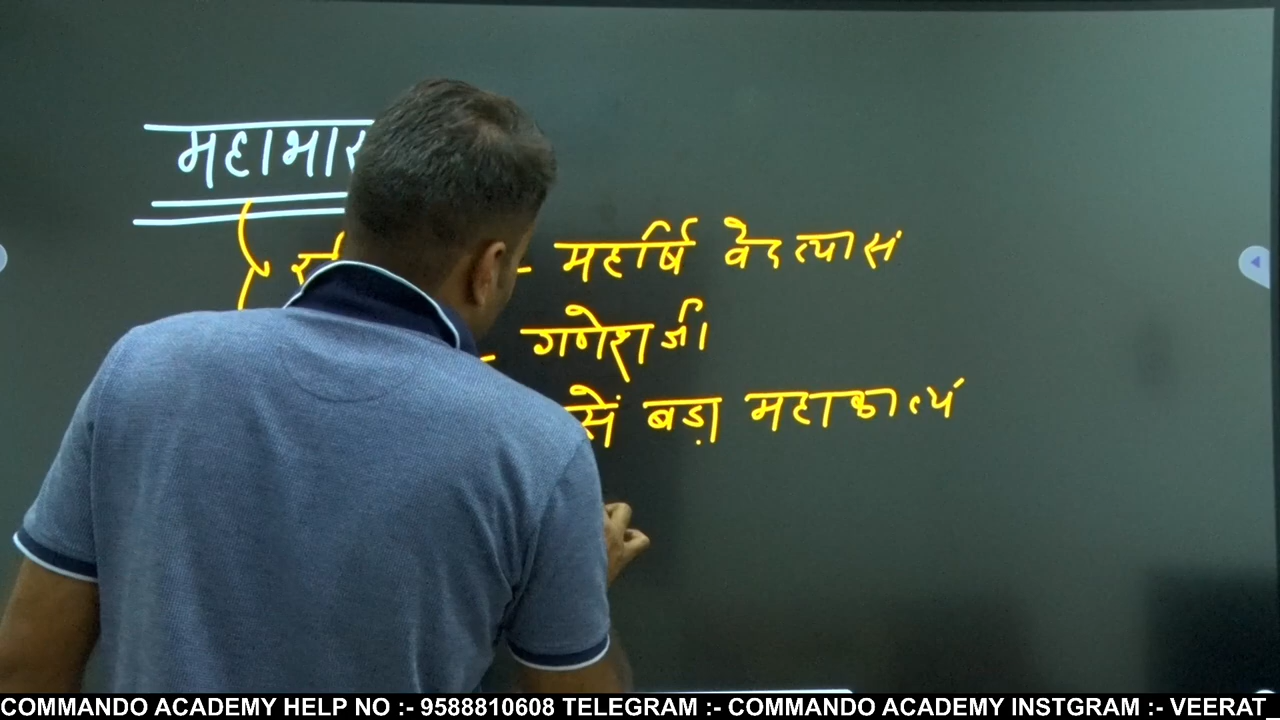 महाभार
- महर्षि वेदव्यास
- गणेश जी
से बड़ा महाकाव्य
COMMANDO ACADEMY HELP NO :- 9588810608 TELEGRAM :- COMMANDO ACADEMY INSTGRAM :- VEERAT